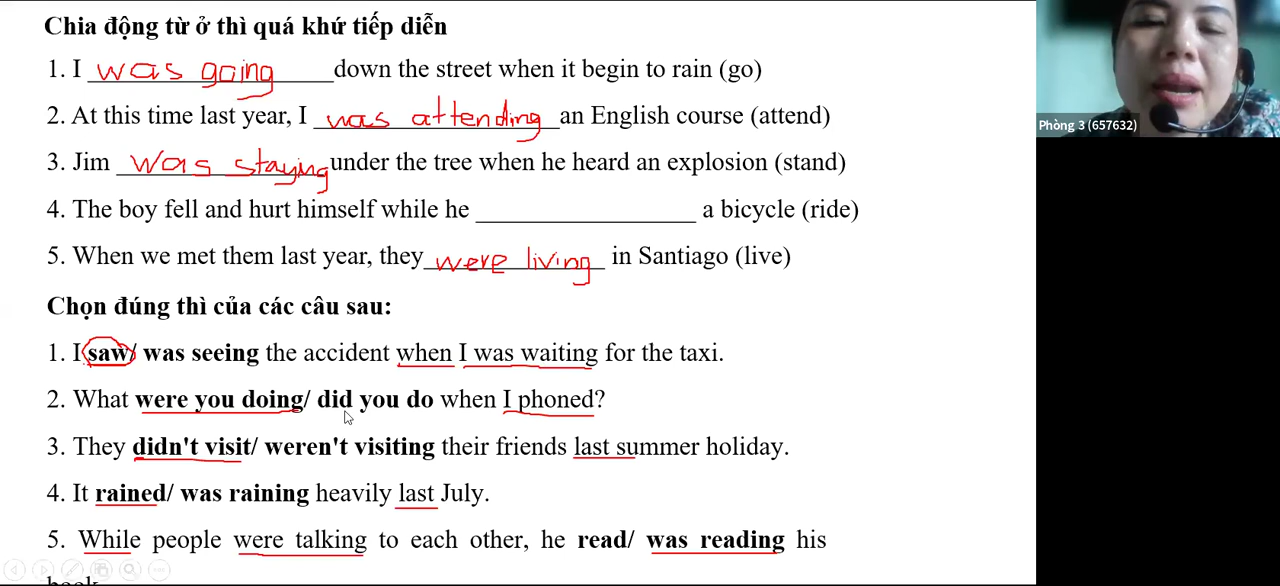 Chia động từ ở thì quá khứ tiếp diễn
1. I was going down the street when it begin to rain (go)
2. At this time last year, I was attending an English course (attend)
3. Jim was staying under the tree when he heard an explosion (stand)
4. The boy fell and hurt himself while he ________________ a bicycle (ride)
5. When we met them last year, they were living in Santiago (live)
Chọn đúng thì của các câu sau:
1. I saw/ was seeing the accident when I was waiting for the taxi.
2. What were you doing/ did you do when I phoned?
3. They didn't visit/ weren't visiting their friends last summer holiday.
4. It rained/ was raining heavily last July.
5. While people were talking to each other, he read/ was reading his
Phòng 3 (657632)